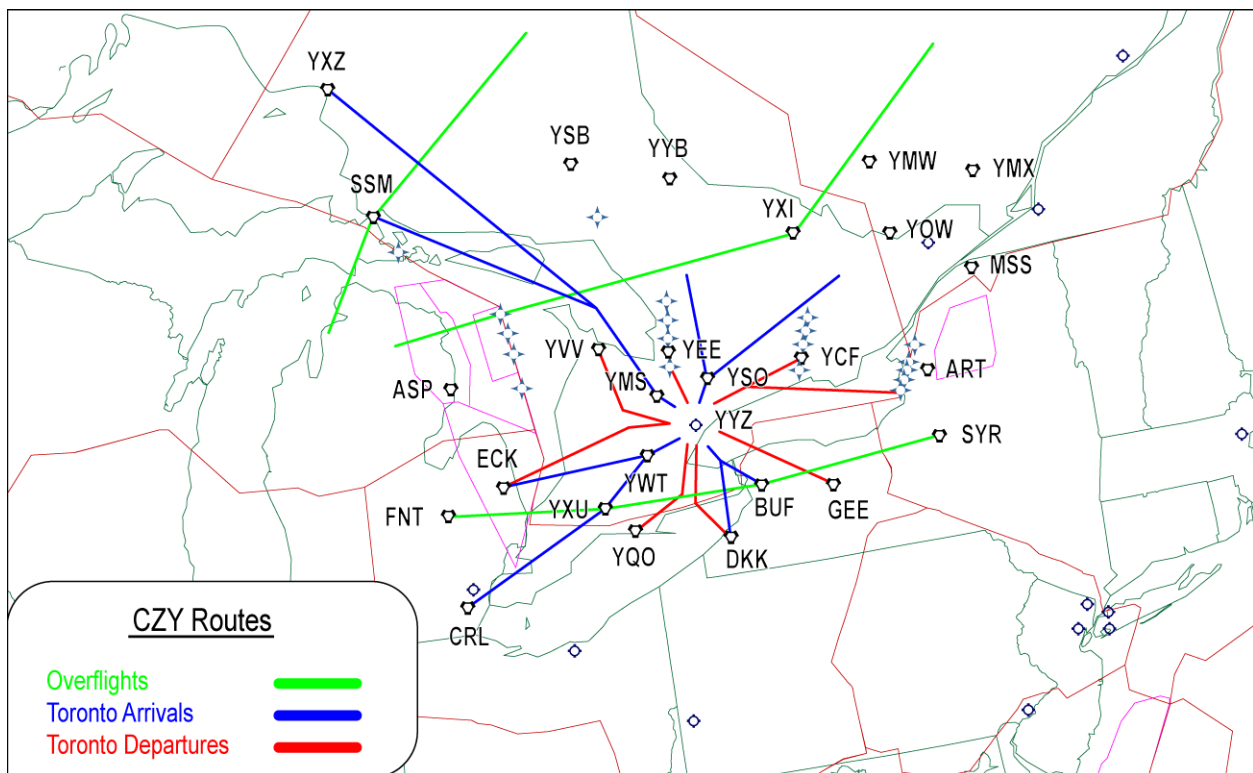 YXZ
YSB
YYB
YMW
YMX
SSM
YXI
YOW
MSS
YVV
YEE
YCF
ART
ASP
YMS
YSO
YYZ
SYR
ECK
YWT
YXU
BUF
GEE
FNT
YQO
DKK
CRL
CZY Routes
Overflights
Toronto Arrivals
Toronto Departures